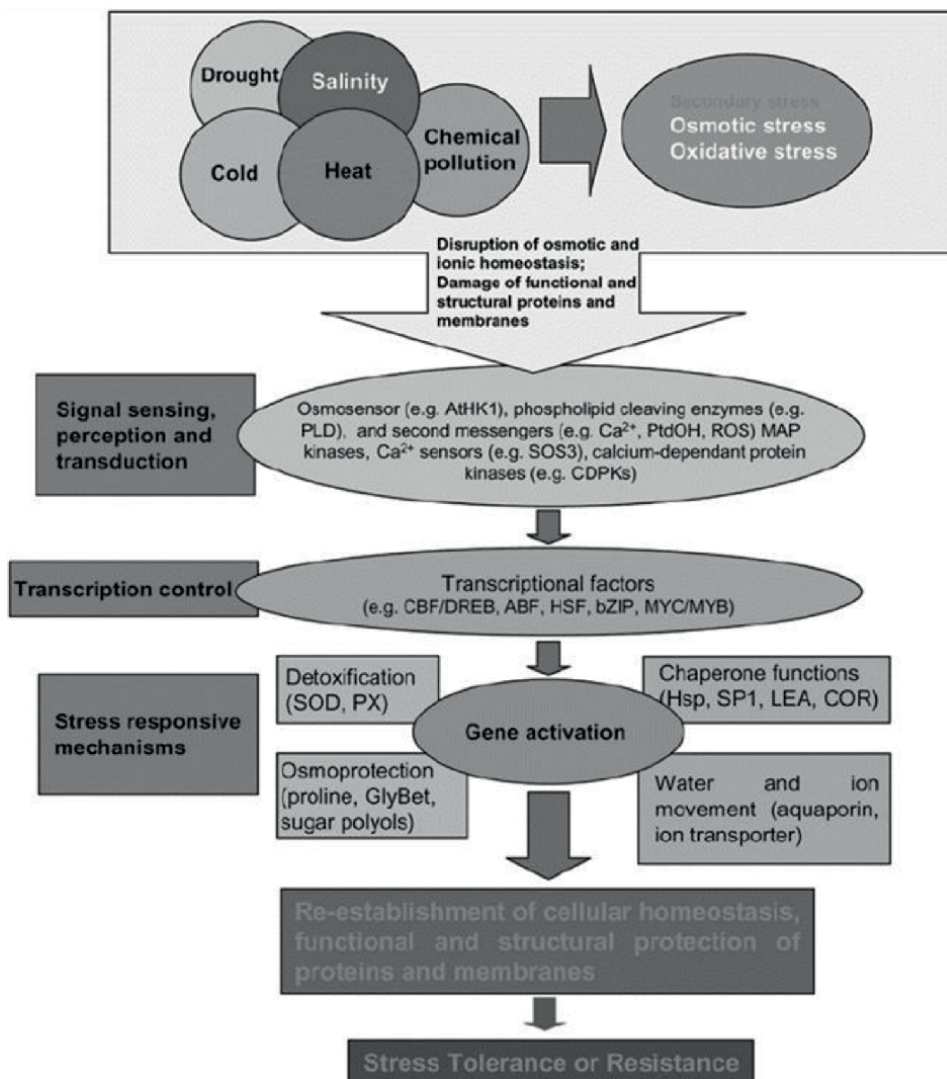 Drought
Salinity
Cold
Heat
Chemical
pollution
Secondary stress
Osmotic stress
Oxidative stress
Disruption of osmotic and
ionic homeostasis;
Damage of functional and
structural proteins and
membranes
Signal sensing,
perception and
transduction
Osmosensor (e.g. AtHK1), phospholipid cleaving enzymes (e.g.
PLD), and second messengers (e.g. Ca²⁺, PtdOH, ROS) MAP
kinases, Ca²⁺ sensors (e.g. SOS3), calcium-dependant protein
kinases (e.g. CDPKs)
Transcription control
Transcriptional factors
(e.g. CBF/DREB, ABF, HSF, bZIP, MYC/MYB)
Stress responsive
mechanisms
Detoxification
(SOD, PX)
Chaperone functions
(Hsp, SP1, LEA, COR)
Gene activation
Osmoprotection
(proline, GlyBet,
sugar polyols)
Water and ion
movement (aquaporin,
ion transporter)
Re-establishment of cellular homeostasis,
functional and structural protection of
proteins and membranes
Stress Tolerance or Resistance